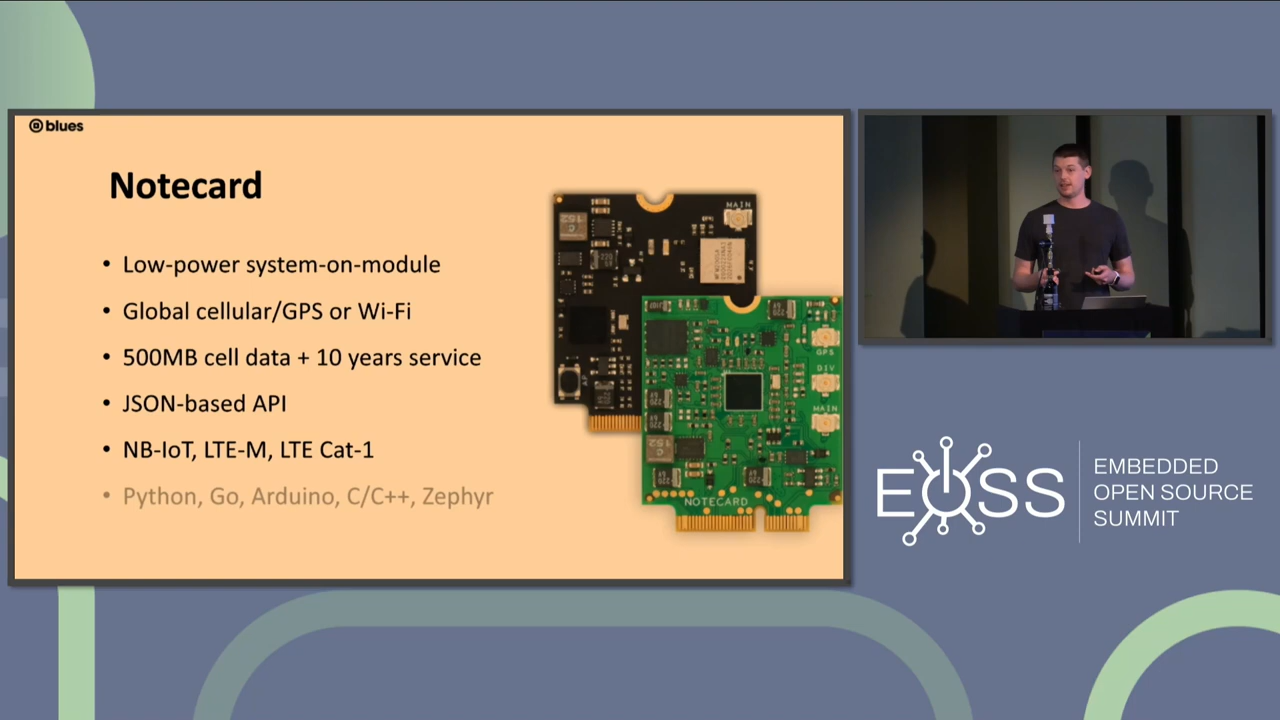 blues
Notecard
• Low-power system-on-module
• Global cellular/GPS or Wi-Fi
• 500MB cell data + 10 years service
• JSON-based API
• NB-IoT, LTE-M, LTE Cat-1
• Python, Go, Arduino, C/C++, Zephyr
MAIN
GPS
DIV
MAIN
NOTECARD
EOSS
EMBEDDED
OPEN SOURCE
SUMMIT